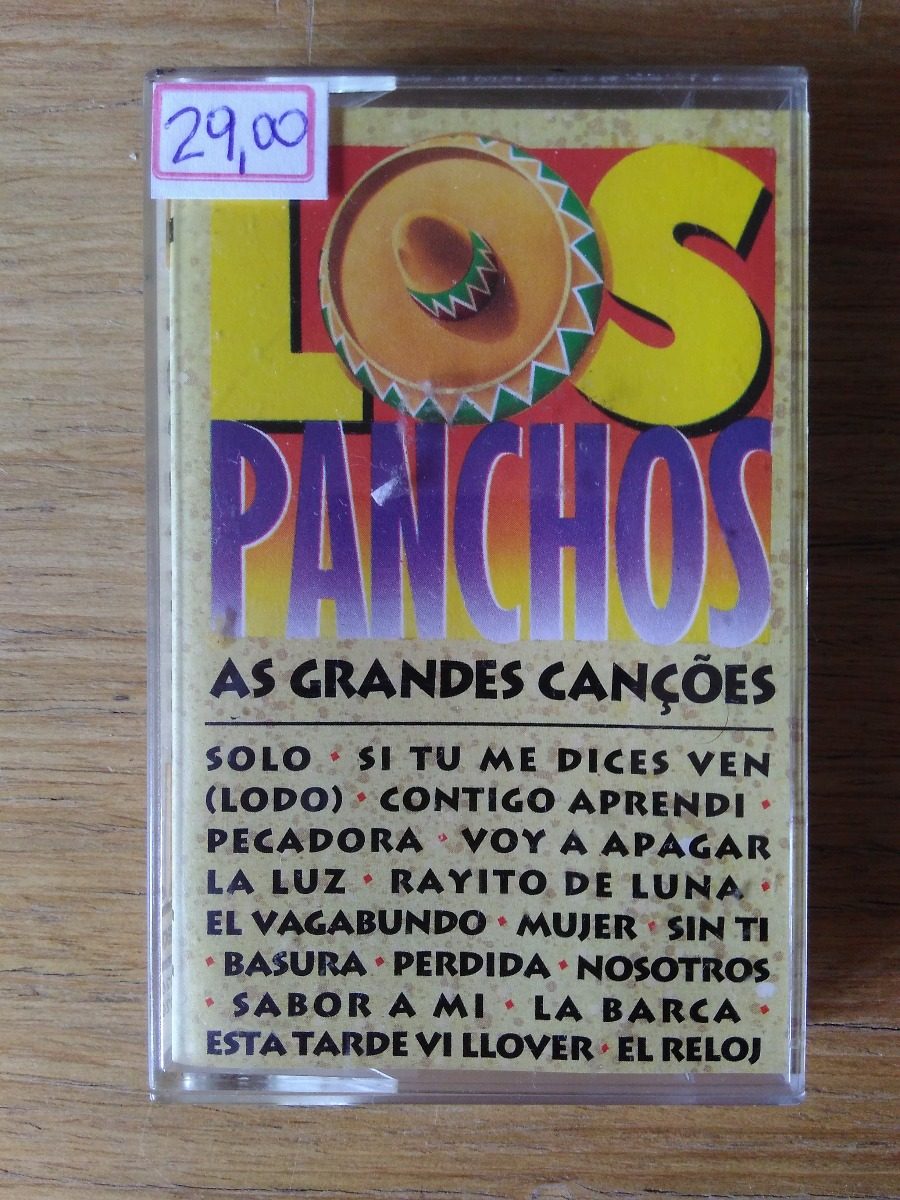 29,00
LOS
PANCHOS
AS GRANDES CANÇÕES
SOLO · SI TU ME DICES VEN
(LODO) · CONTIGO APRENDI ·
PECADORA · VOY A APAGAR
LA LUZ · RAYITO DE LUNA ·
EL VAGABUNDO · MUJER · SIN TI
· BASURA · PERDIDA · NOSOTROS
· SABOR A MI · LA BARCA ·
ESTA TARDE VI LLOVER · EL RELOJ